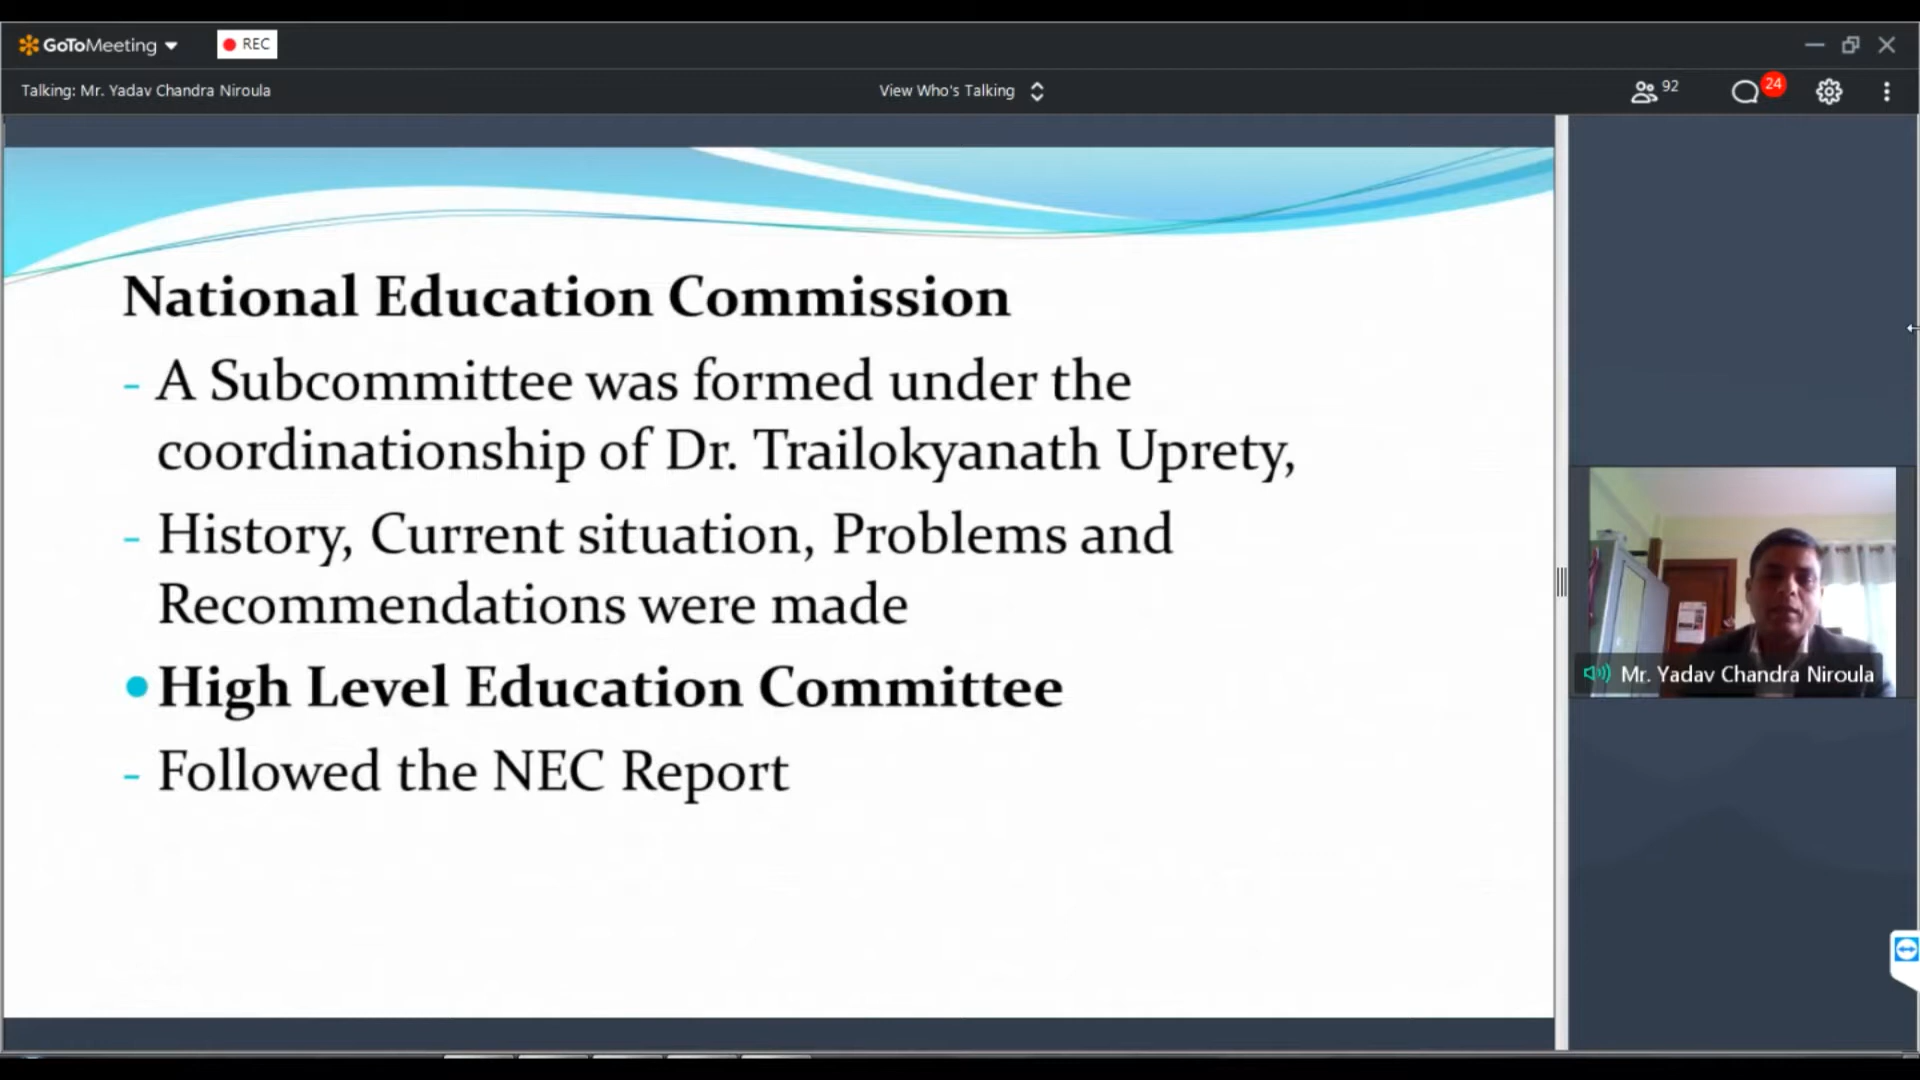 GoToMeeting
REC
Talking: Mr. Yadav Chandra Niroula
View Who's Talking
92
24
National Education Commission
- A Subcommittee was formed under the
coordinationship of Dr. Trailokyanath Uprety,
- History, Current situation, Problems and
Recommendations were made
• High Level Education Committee
- Followed the NEC Report
Mr. Yadav Chandra Niroula